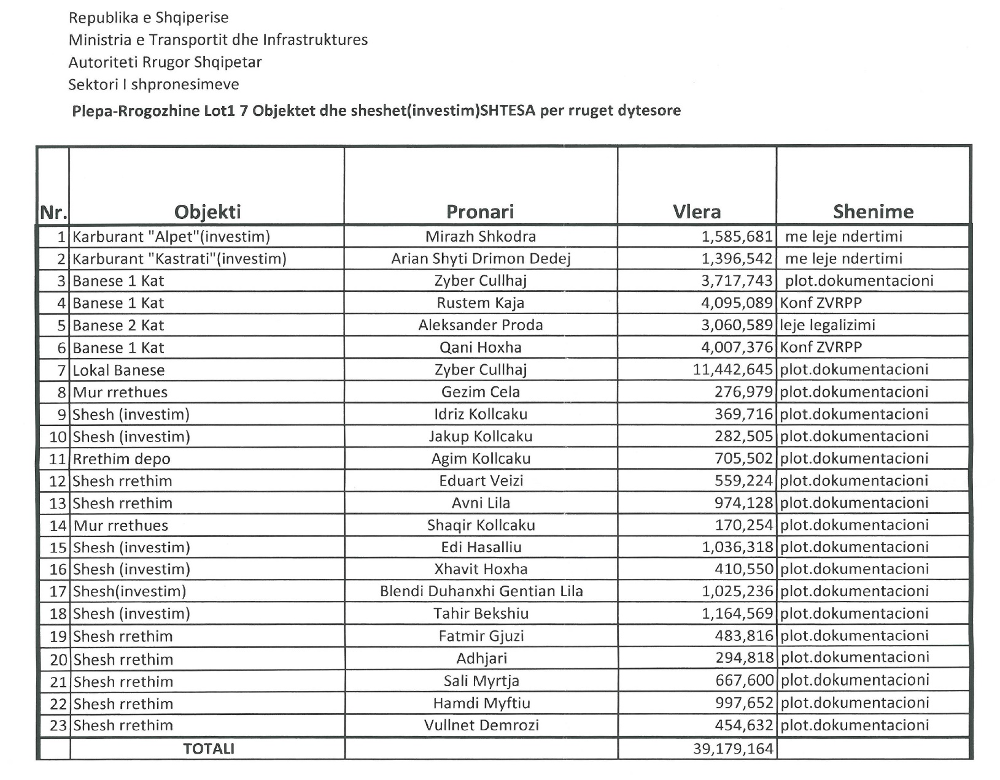 Republika e Shqiperise
Ministria e Transportit dhe Infrastruktures
Autoriteti Rrugor Shqipetar
Sektori I shpronesimeve
Plepa-Rrogozhine Lot1 7 Objektet dhe sheshet(investim)SHTESA per rruget dytesore
Nr. Objekti Pronari Vlera Shenime
1 Karburant "Alpet"(investim) Mirazh Shkodra 1,585,681 me leje ndertimi
2 Karburant "Kastrati"(investim) Arian Shyti Drimon Dedej 1,396,542 me leje ndertimi
3 Banese 1 Kat Zyber Cullhaj 3,717,743 plot.dokumentacioni
4 Banese 1 Kat Rustem Kaja 4,095,089 Konf ZVRPP
5 Banese 2 Kat Aleksander Proda 3,060,589 leje legalizimi
6 Banese 1 Kat Qani Hoxha 4,007,376 Konf ZVRPP
7 Lokal Banese Zyber Cullhaj 11,442,645 plot.dokumentacioni
8 Mur rrethues Gezim Cela 276,979 plot.dokumentacioni
9 Shesh (investim) Idriz Kollcaku 369,716 plot.dokumentacioni
10 Shesh (investim) Jakup Kollcaku 282,505 plot.dokumentacioni
11 Rrethim depo Agim Kollcaku 705,502 plot.dokumentacioni
12 Shesh rrethim Eduart Veizi 559,224 plot.dokumentacioni
13 Shesh rrethim Avni Lila 974,128 plot.dokumentacioni
14 Mur rrethues Shaqir Kollcaku 170,254 plot.dokumentacioni
15 Shesh (investim) Edi Hasalliu 1,036,318 plot.dokumentacioni
16 Shesh (investim) Xhavit Hoxha 410,550 plot.dokumentacioni
17 Shesh(investim) Blendi Duhanxhi Gentian Lila 1,025,236 plot.dokumentacioni
18 Shesh (investim) Tahir Bekshiu 1,164,569 plot.dokumentacioni
19 Shesh rrethim Fatmir Gjuzi 483,816 plot.dokumentacioni
20 Shesh rrethim Adhjari 294,818 plot.dokumentacioni
21 Shesh rrethim Sali Myrtja 667,600 plot.dokumentacioni
22 Shesh rrethim Hamdi Myftiu 997,652 plot.dokumentacioni
23 Shesh rrethim Vullnet Demrozi 454,632 plot.dokumentacioni
TOTALI 39,179,164